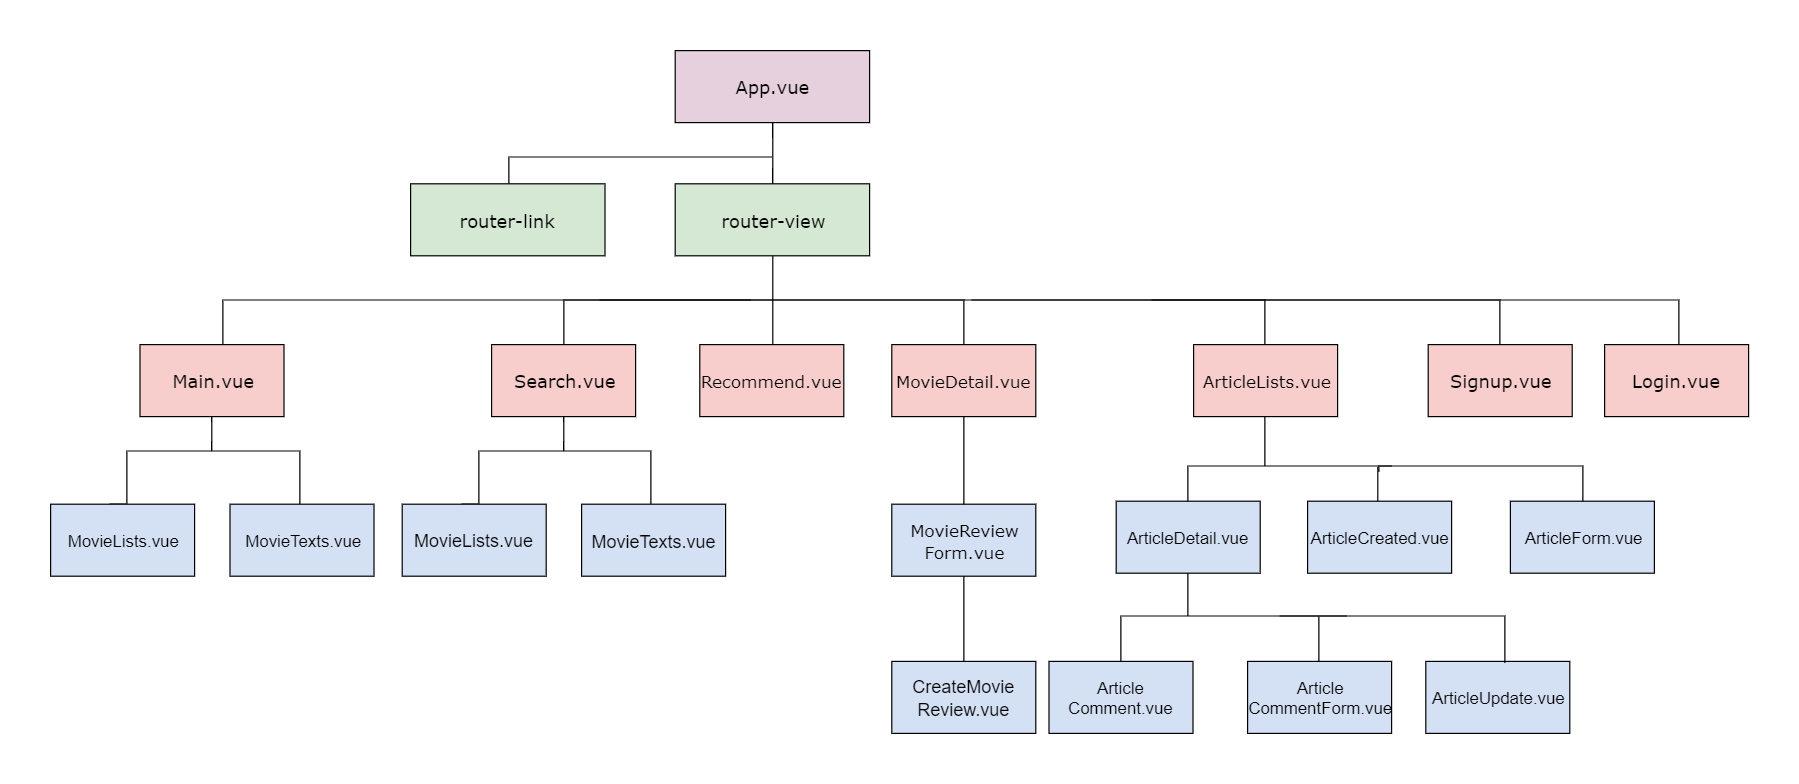 App.vue
router-link
router-view
Main.vue
Search.vue
Recommend.vue
MovieDetail.vue
ArticleLists.vue
Signup.vue
Login.vue
MovieLists.vue
MovieTexts.vue
MovieLists.vue
MovieTexts.vue
MovieReview
Form.vue
ArticleDetail.vue
ArticleCreated.vue
ArticleForm.vue
CreateMovie
Review.vue
Article
Comment.vue
Article
CommentForm.vue
ArticleUpdate.vue